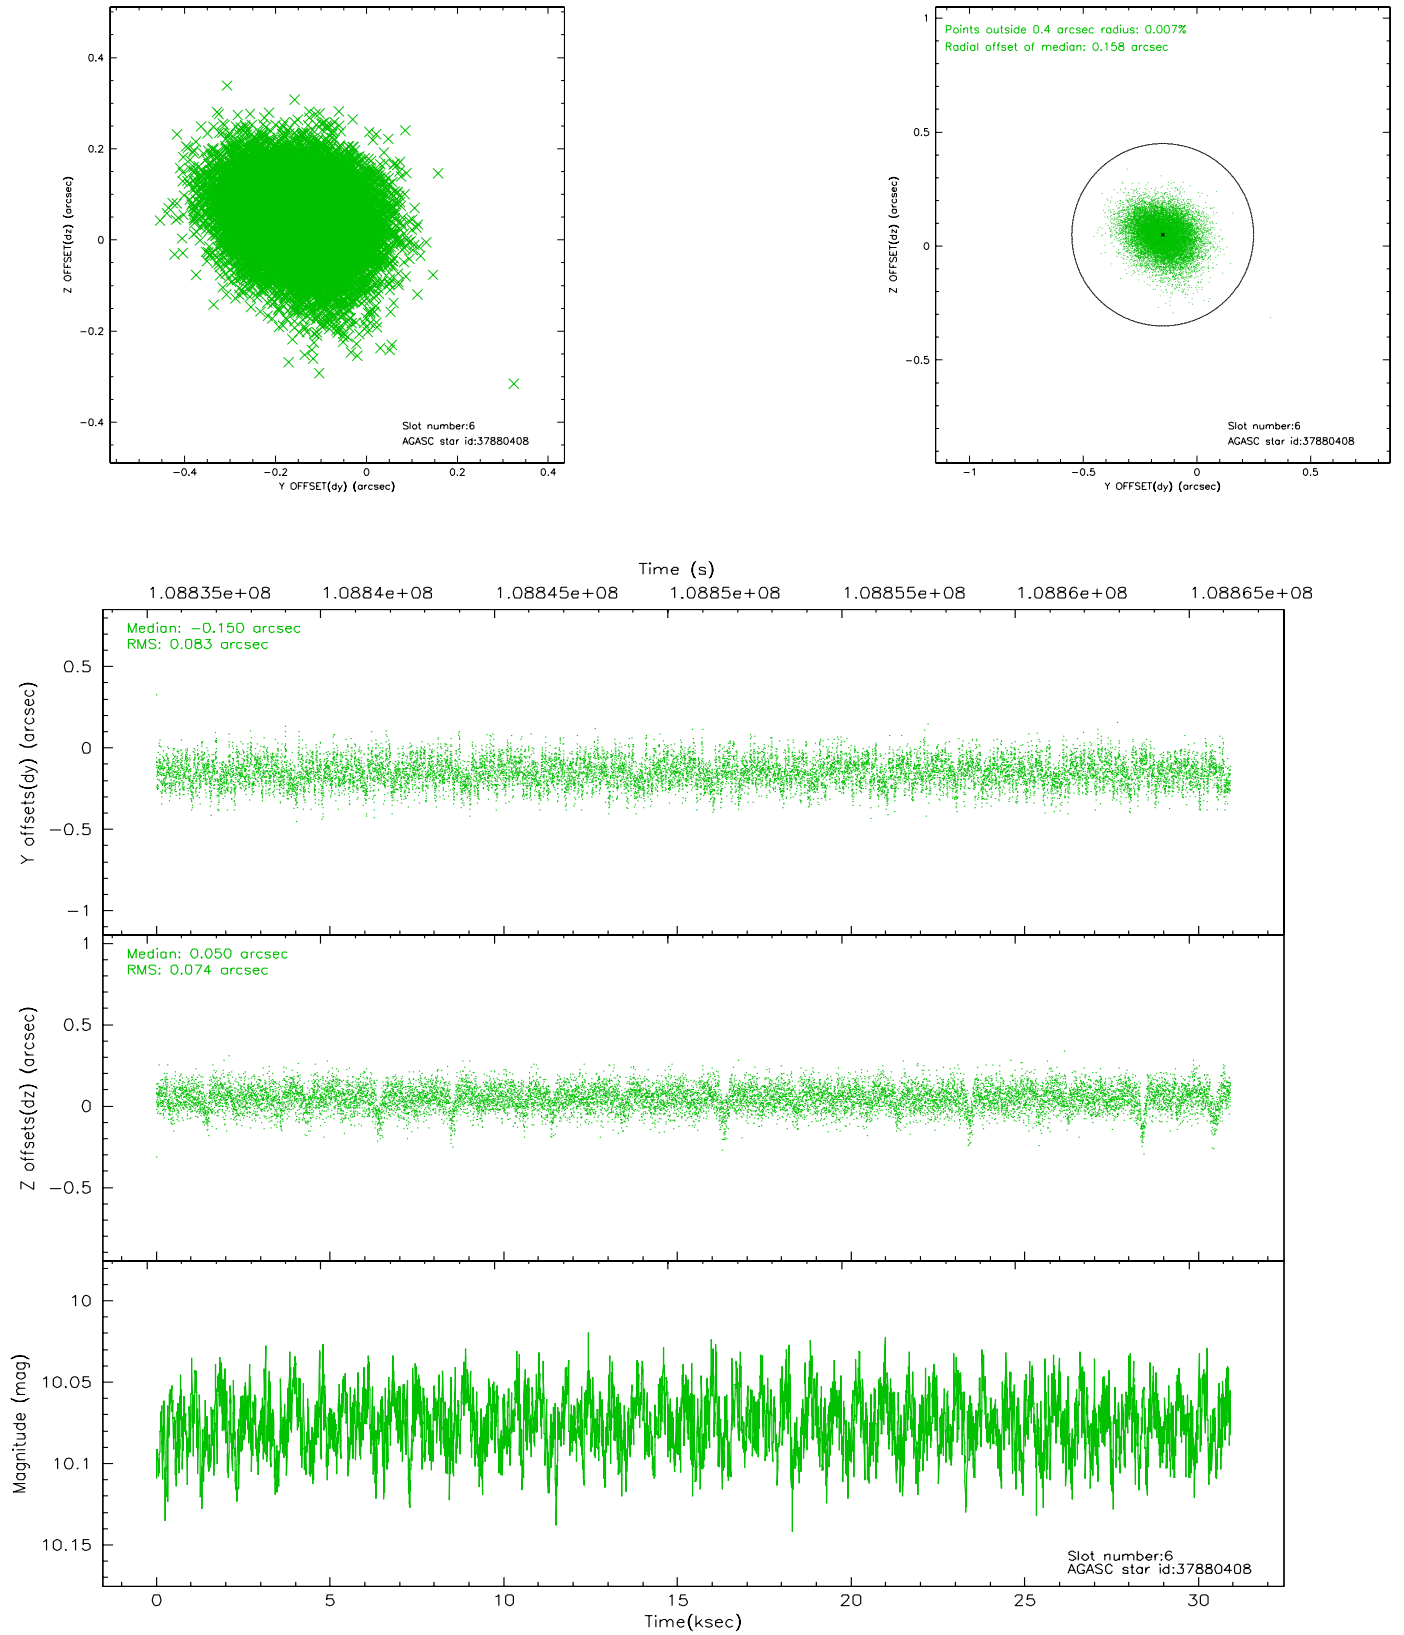 0.4
0.2
0
−0.2
−0.4
Z OFFSET(dz) (arcsec)
Slot number:6
AGASC star id:37880408
−0.4 −0.2 0 0.2 0.4
Y OFFSET(dy) (arcsec)
Points outside 0.4 arcsec radius: 0.007%
Radial offset of median: 0.158 arcsec
1
0.5
0
−0.5
Z OFFSET(dz) (arcsec)
Slot number:6
AGASC star id:37880408
−1 −0.5 0 0.5
Y OFFSET(dy) (arcsec)
Time (s)
1.08835e+08 1.0884e+08 1.08845e+08 1.0885e+08 1.08855e+08 1.0886e+08 1.08865e+08
Median: −0.150 arcsec
RMS: 0.083 arcsec
0.5
0
−0.5
−1
Y offsets(dy) (arcsec)
Median: 0.050 arcsec
RMS: 0.074 arcsec
1
0.5
0
−0.5
Z offsets(dz) (arcsec)
10
10.05
10.1
10.15
Magnitude (mag)
Slot number:6
AGASC star id:37880408
0 5 10 15 20 25 30
Time(ksec)